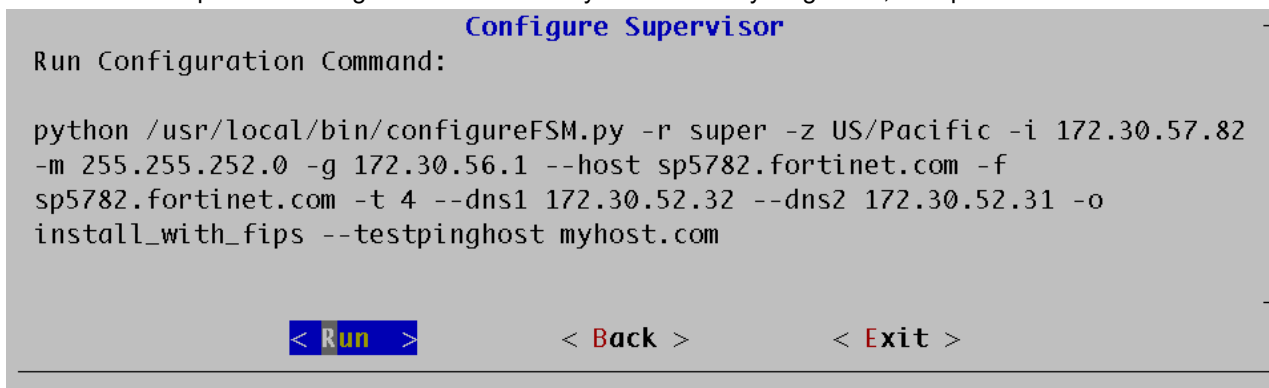 Configure Supervisor
Run Configuration Command:
python /usr/local/bin/configureFSM.py -r super -z US/Pacific -i 172.30.57.82
-m 255.255.252.0 -g 172.30.56.1 --host sp5782.fortinet.com -f
sp5782.fortinet.com -t 4 --dns1 172.30.52.32 --dns2 172.30.52.31 -o
install_with_fips --testpinghost myhost.com
< Run > < Back > < Exit >